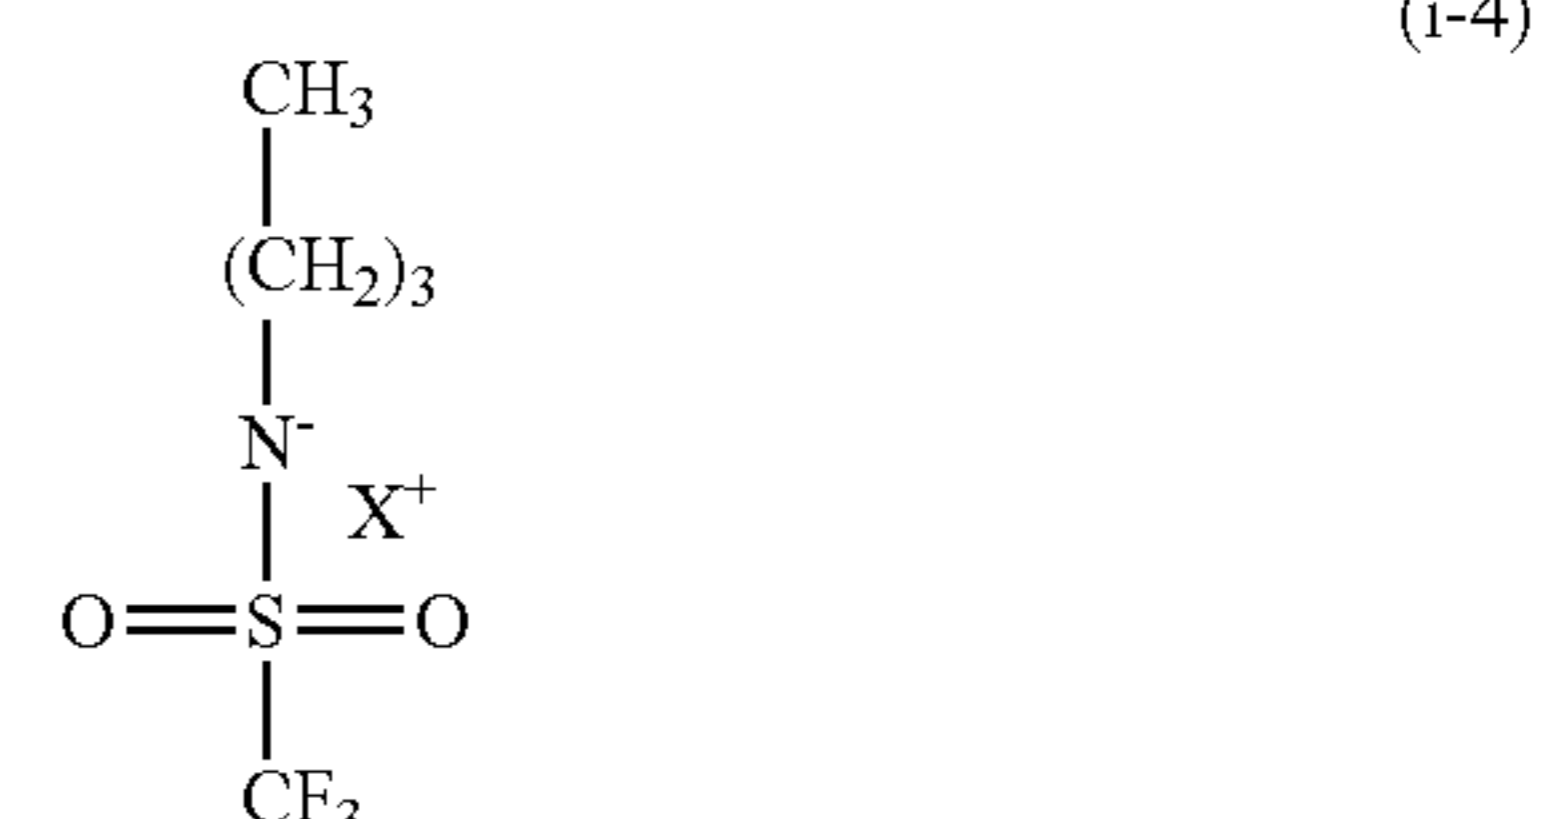 (i-4)
CH3
(CH2)3
N-
X+
O=S=O
CF3